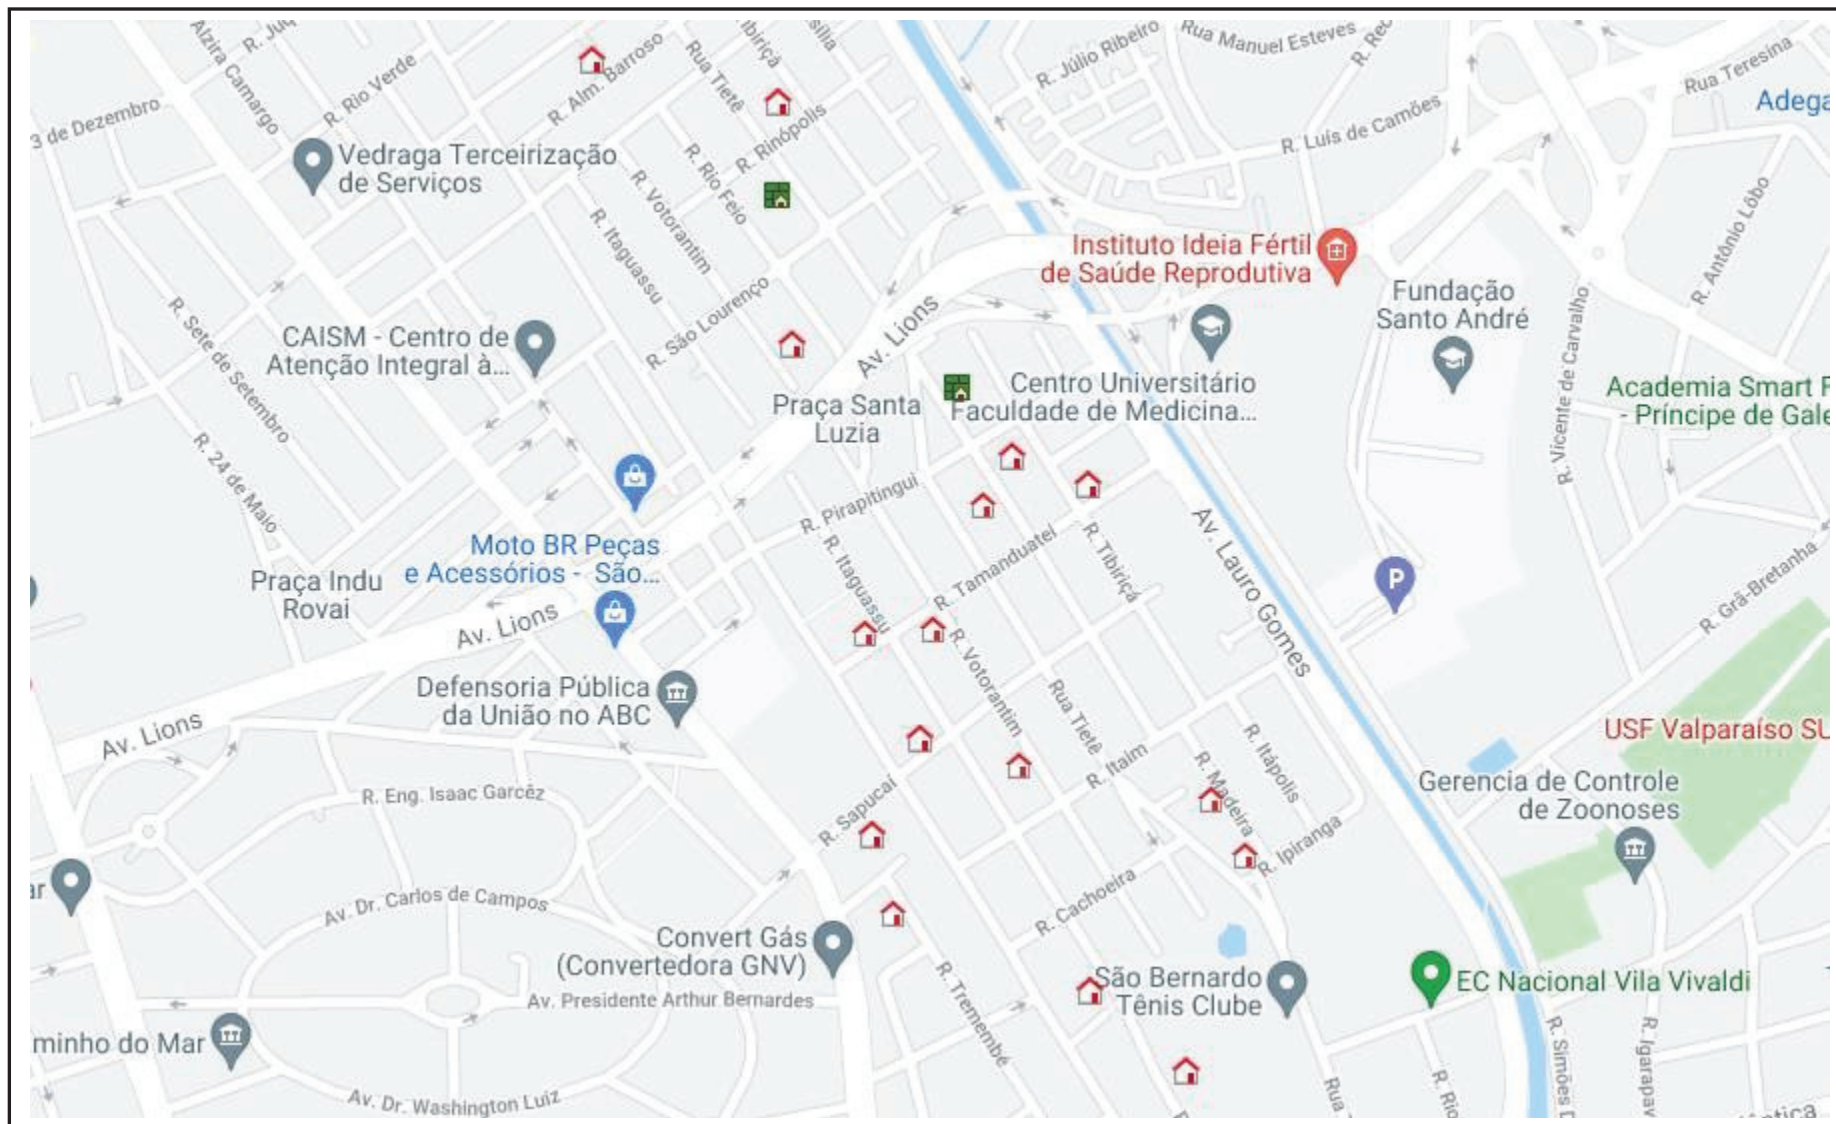 Alzira Camargo
R. Rio Verde
R. Alm. Barroso
Rua Tietê
Tibiriçá
R. Júlio Ribeiro
Rua Manuel Esteves
Rua Teresina
Adega
3 de Dezembro
Vedraga Terceirização
de Serviços
R. Rinópolis
R. Rio Feio
R. Votorantim
R. Itaguassu
R. Luís de Camões
R. Antônio Lôbo
Instituto Ideia Fértil
de Saúde Reprodutiva
Fundação
Santo André
R. Sete de Setembro
CAISM - Centro de
Atenção Integral à...
R. São Lourenço
Av. Lions
Praça Santa
Luzia
Centro Universitário
Faculdade de Medicina...
R. Vicente de Carvalho
Academia Smart F
- Príncipe de Gale
R. 24 de Maio
R. Pirapitingui
Moto BR Peças
e Acessórios - São...
Praça Indu
Rovai
Av. Lions
R. Itaguassu
R. Tamanduatei
R. Tibiriçá
Av. Lauro Gomes
P
R. Grã-Bretanha
Defensoria Pública
da União no ABC
Av. Lions
R. Votorantim
Rua Tietê
R. Itaim
R. Itápolis
R. Madeira
R. Ipiranga
USF Valparaíso SU
Gerencia de Controle
de Zoonoses
R. Eng. Isaac Garcêz
R. Sapucaí
ar
Av. Dr. Carlos de Campos
R. Cachoeira
Convert Gás
(Convertedora GNV)
Av. Presidente Arthur Bernardes
R. Tremembé
São Bernardo
Tênis Clube
EC Nacional Vila Vivaldi
minho do Mar
Av. Dr. Washington Luiz
Rua
R. Rio
R. Simões D
R. Igarapav